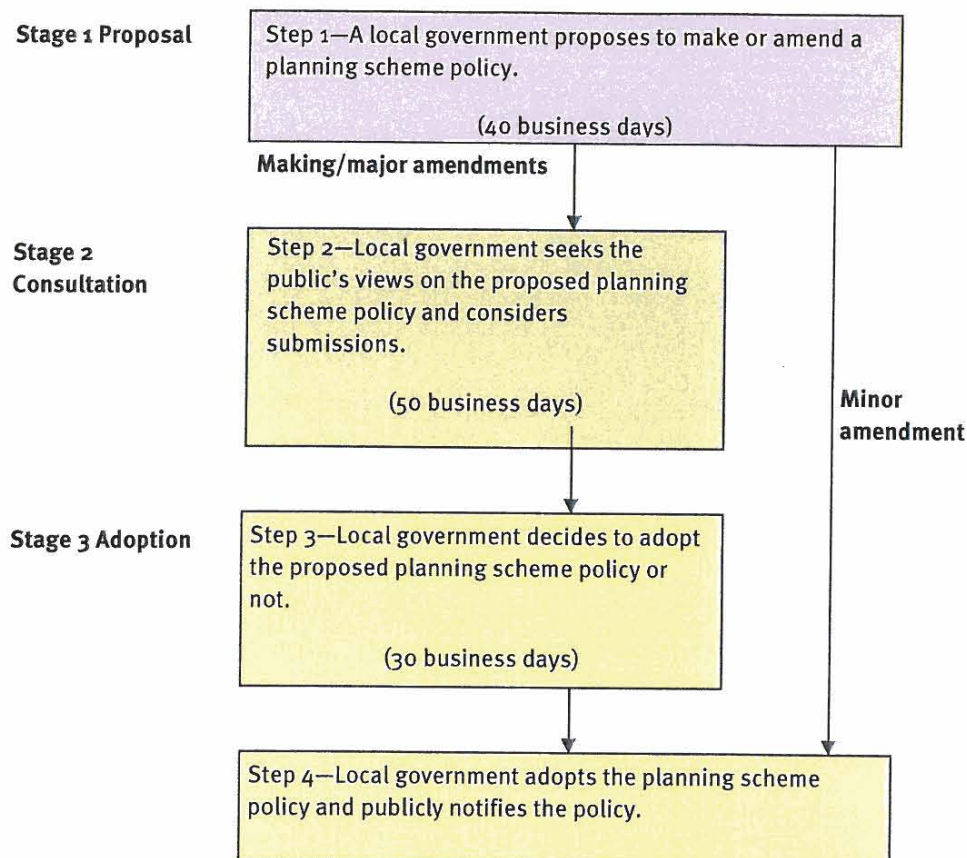 Stage 1 Proposal
Step 1—A local government proposes to make or amend a
planning scheme policy.
(40 business days)
Making/major amendments
Stage 2
Consultation
Step 2—Local government seeks the
public's views on the proposed planning
scheme policy and considers
submissions.
(50 business days)
Minor
amendment
Stage 3 Adoption
Step 3—Local government decides to adopt
the proposed planning scheme policy or
not.
(30 business days)
Step 4—Local government adopts the planning scheme
policy and publicly notifies the policy.